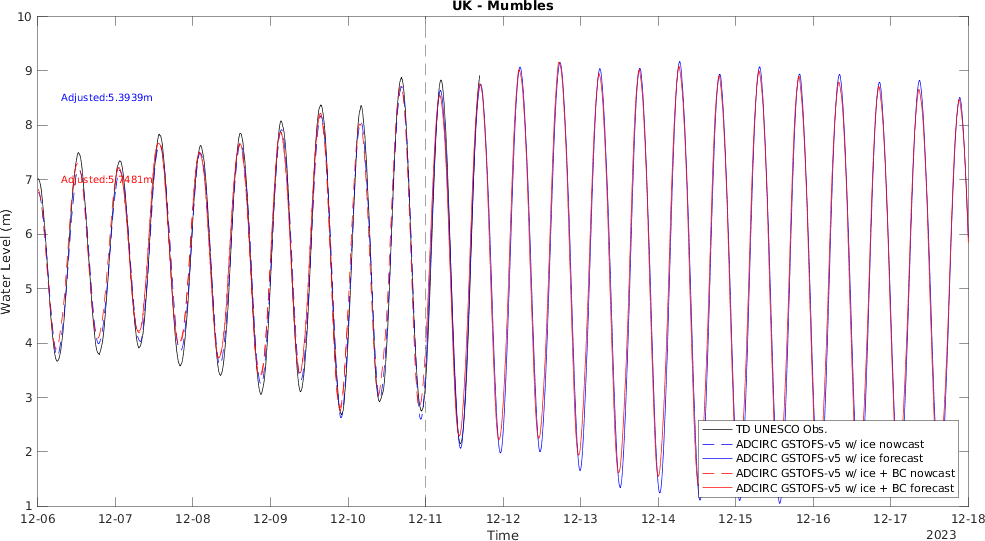 UK - Mumbles
10
9
8
7
6
5
4
3
2
1
Water Level (m)
Adjusted:5.3939m
Adjusted:5.7481m
TD UNESCO Obs.
ADCIRC GSTOFS-v5 w/ ice nowcast
ADCIRC GSTOFS-v5 w/ ice forecast
ADCIRC GSTOFS-v5 w/ ice + BC nowcast
ADCIRC GSTOFS-v5 w/ ice + BC forecast
12-06 12-07 12-08 12-09 12-10 12-11 12-12 12-13 12-14 12-15 12-16 12-17 12-18
Time
2023